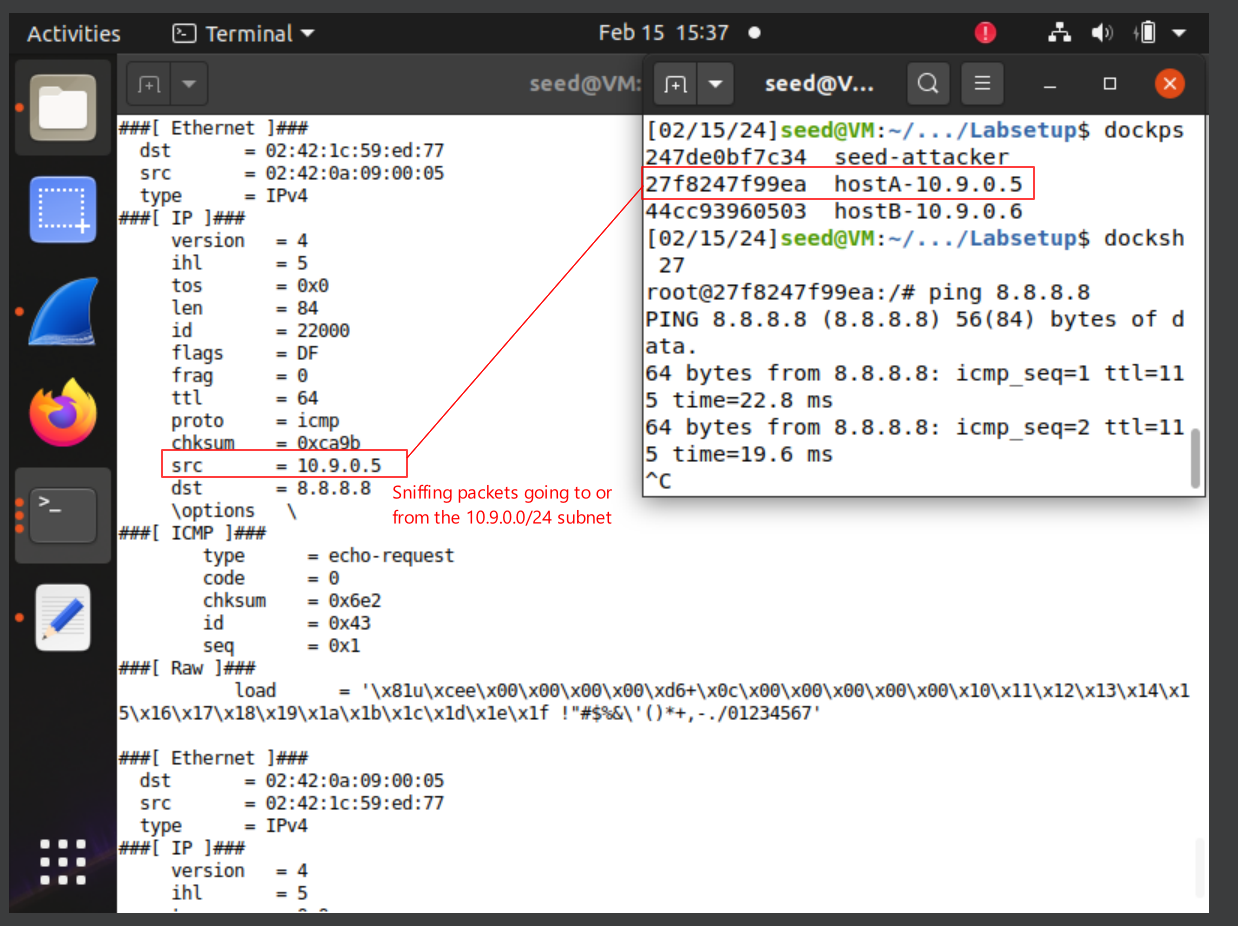 Activities Terminal Feb 15 15:37
seed@VM:
seed@V...
###[ Ethernet ]###
dst = 02:42:1c:59:ed:77
src = 02:42:0a:09:00:05
type = IPv4
###[ IP ]###
version = 4
ihl = 5
tos = 0x0
len = 84
id = 22000
flags = DF
frag = 0
ttl = 64
proto = icmp
chksum = 0xca9b
src = 10.9.0.5
dst = 8.8.8.8
\options \
###[ ICMP ]###
type = echo-request
code = 0
chksum = 0x6e2
id = 0x43
seq = 0x1
###[ Raw ]###
load = '\x81u\xcee\x00\x00\x00\x00\xd6+\x0c\x00\x00\x00\x00\x00\x10\x11\x12\x13\x14\x1
5\x16\x17\x18\x19\x1a\x1b\x1c\x1d\x1e\x1f !"#$%&\'()*+,-./01234567'
###[ Ethernet ]###
dst = 02:42:0a:09:00:05
src = 02:42:1c:59:ed:77
type = IPv4
###[ IP ]###
version = 4
ihl = 5
Sniffing packets going to or
from the 10.9.0.0/24 subnet
[02/15/24]seed@VM:~/.../Labsetup$ dockps
247de0bf7c34 seed-attacker
27f8247f99ea hostA-10.9.0.5
44cc93960503 hostB-10.9.0.6
[02/15/24]seed@VM:~/.../Labsetup$ docksh
27
root@27f8247f99ea:/# ping 8.8.8.8
PING 8.8.8.8 (8.8.8.8) 56(84) bytes of d
ata.
64 bytes from 8.8.8.8: icmp_seq=1 ttl=11
5 time=22.8 ms
64 bytes from 8.8.8.8: icmp_seq=2 ttl=11
5 time=19.6 ms
^C